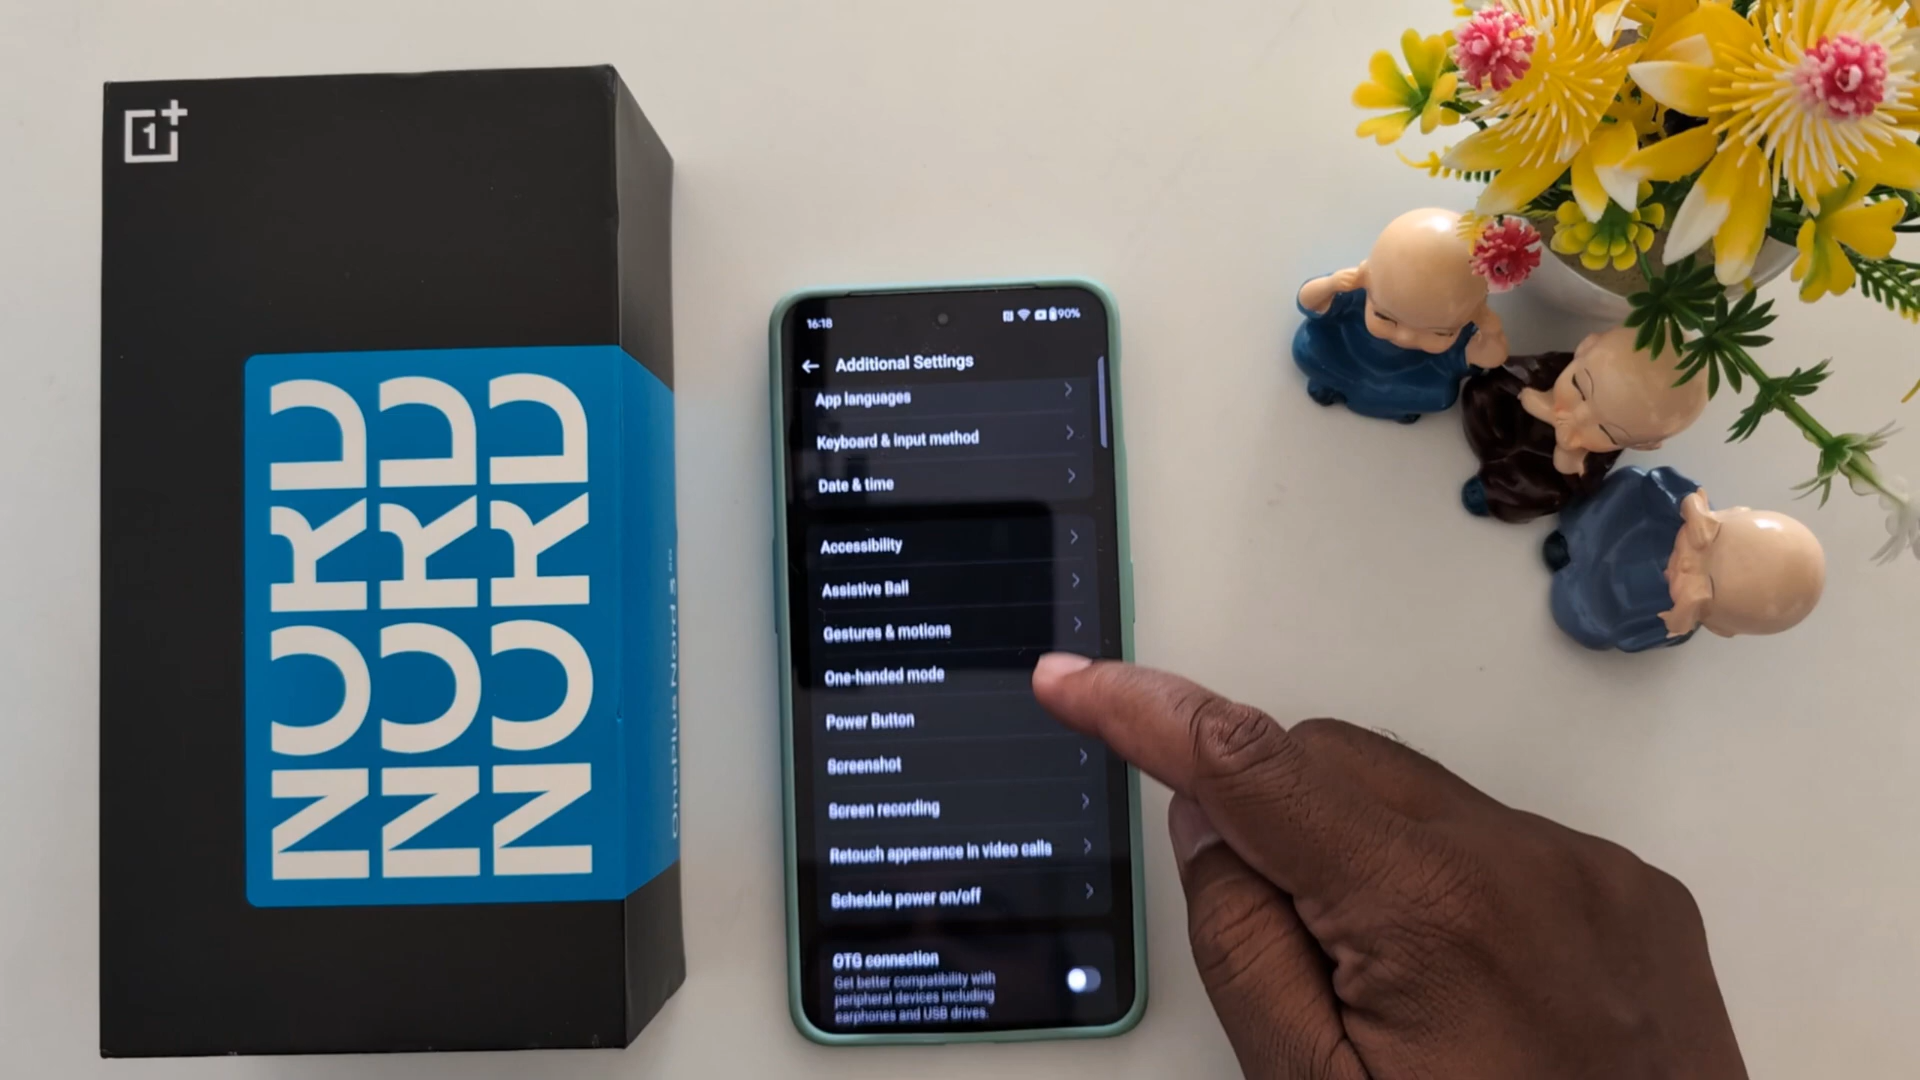 1+
NORD
NORD
NORD
OnePlus Nord 3 5G
16:18
90%
Additional Settings
App languages
Keyboard & input method
Date & time
Accessibility
Assistive Ball
Gestures & motions
One-handed mode
Power Button
Screenshot
Screen recording
Retouch appearance in video calls
Schedule power on/off
OTG connection
Get better compatibility with
peripheral devices including
earphones and USB drives.